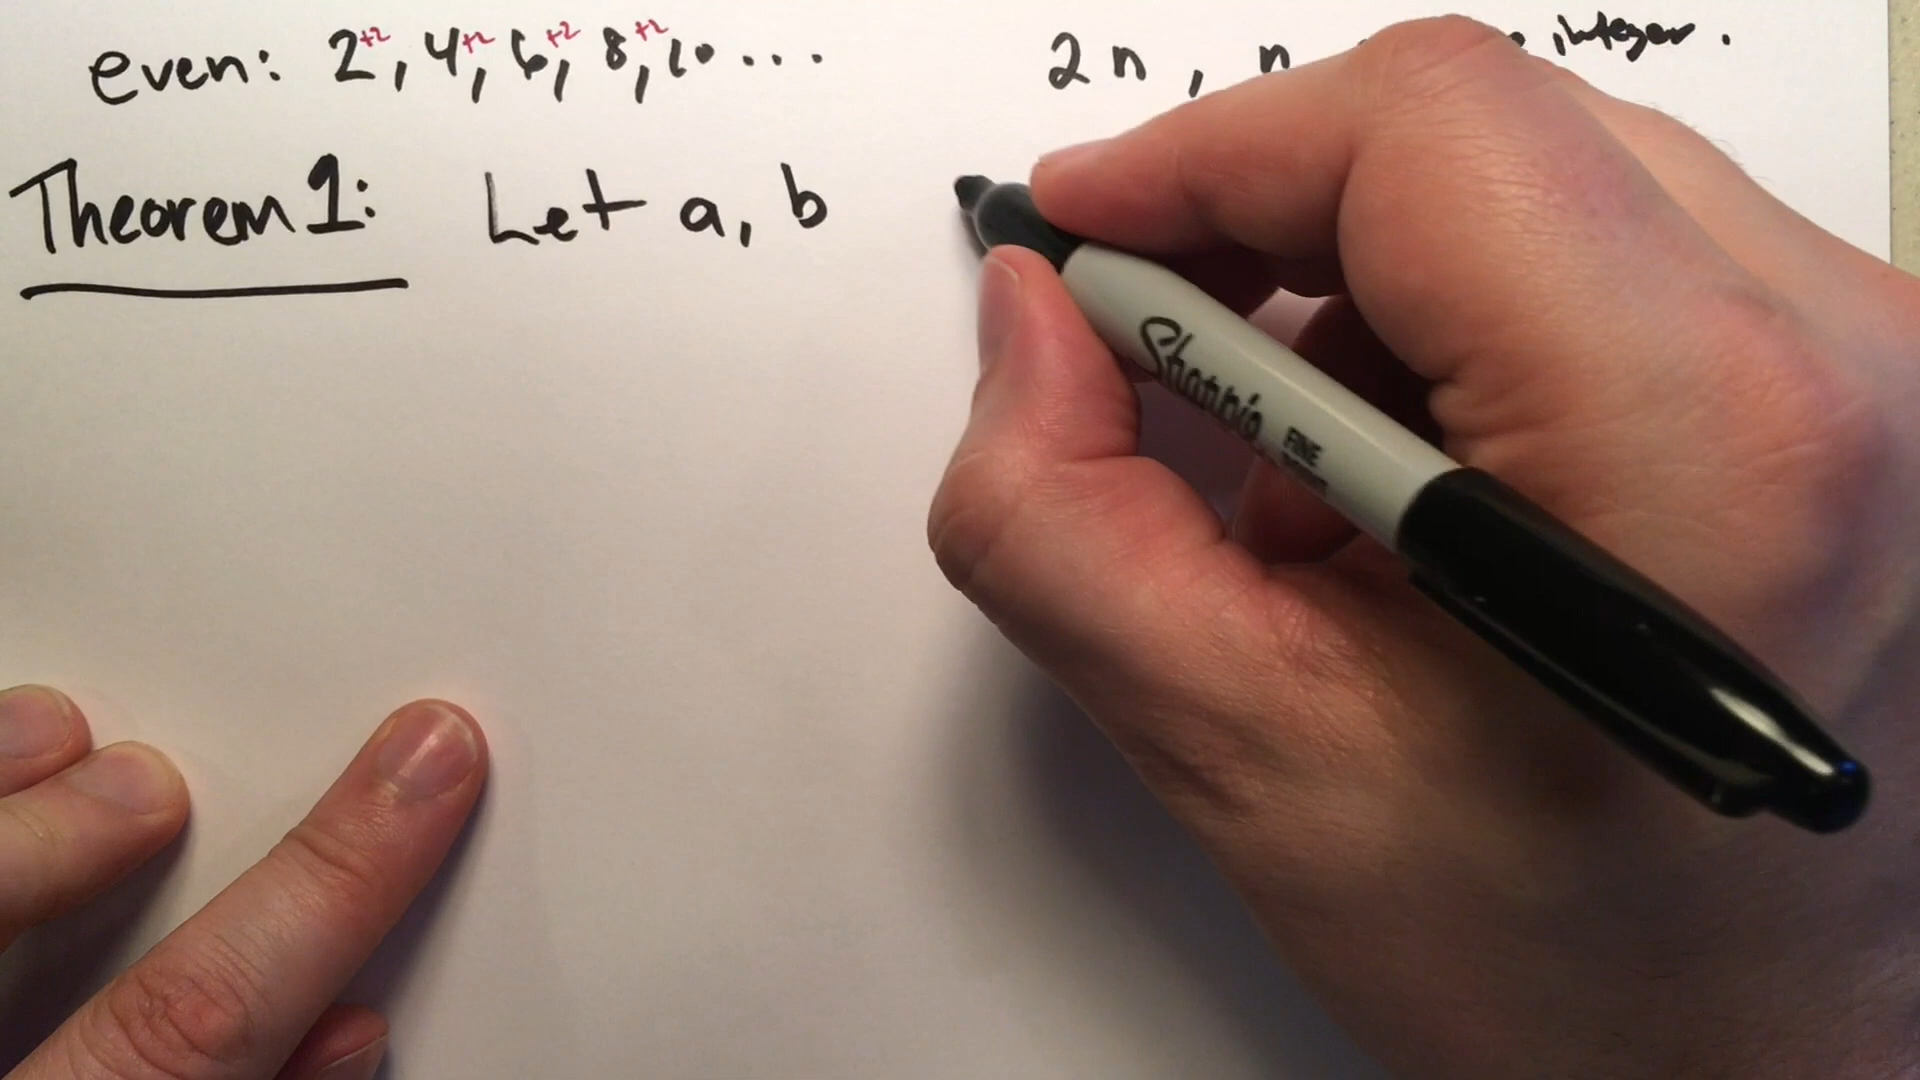 even: 2, 4, 6, 8, 10 ... 2n, n integer.
+2 +2 +2 +2
Theorem 1: Let a, b
Sharpie
FINE